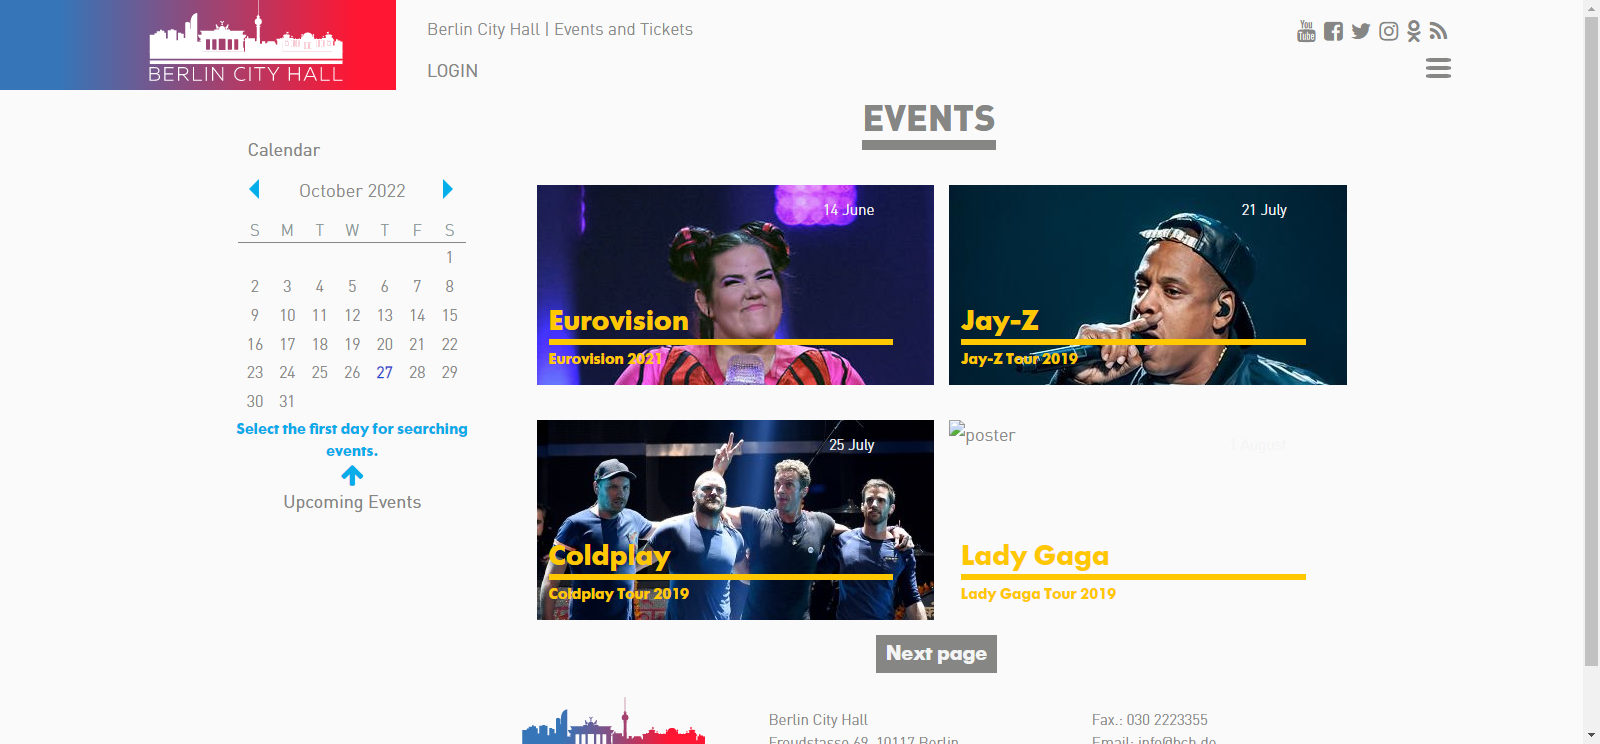 BERLIN CITY HALL
Berlin City Hall | Events and Tickets
You
Tube
LOGIN
EVENTS
Calendar
October 2022
S M T W T F S
1
2 3 4 5 6 7 8
9 10 11 12 13 14 15
16 17 18 19 20 21 22
23 24 25 26 27 28 29
30 31
Select the first day for searching
events.
Upcoming Events
14 June
Eurovision
Eurovision 2021
21 July
Jay-Z
Jay-Z Tour 2019
25 July
Coldplay
Coldplay Tour 2019
poster
1 August
Lady Gaga
Lady Gaga Tour 2019
Next page
Berlin City Hall
Freudstasse 69, 10117 Berlin
Fax.: 030 2223355
Email: info@bch.de